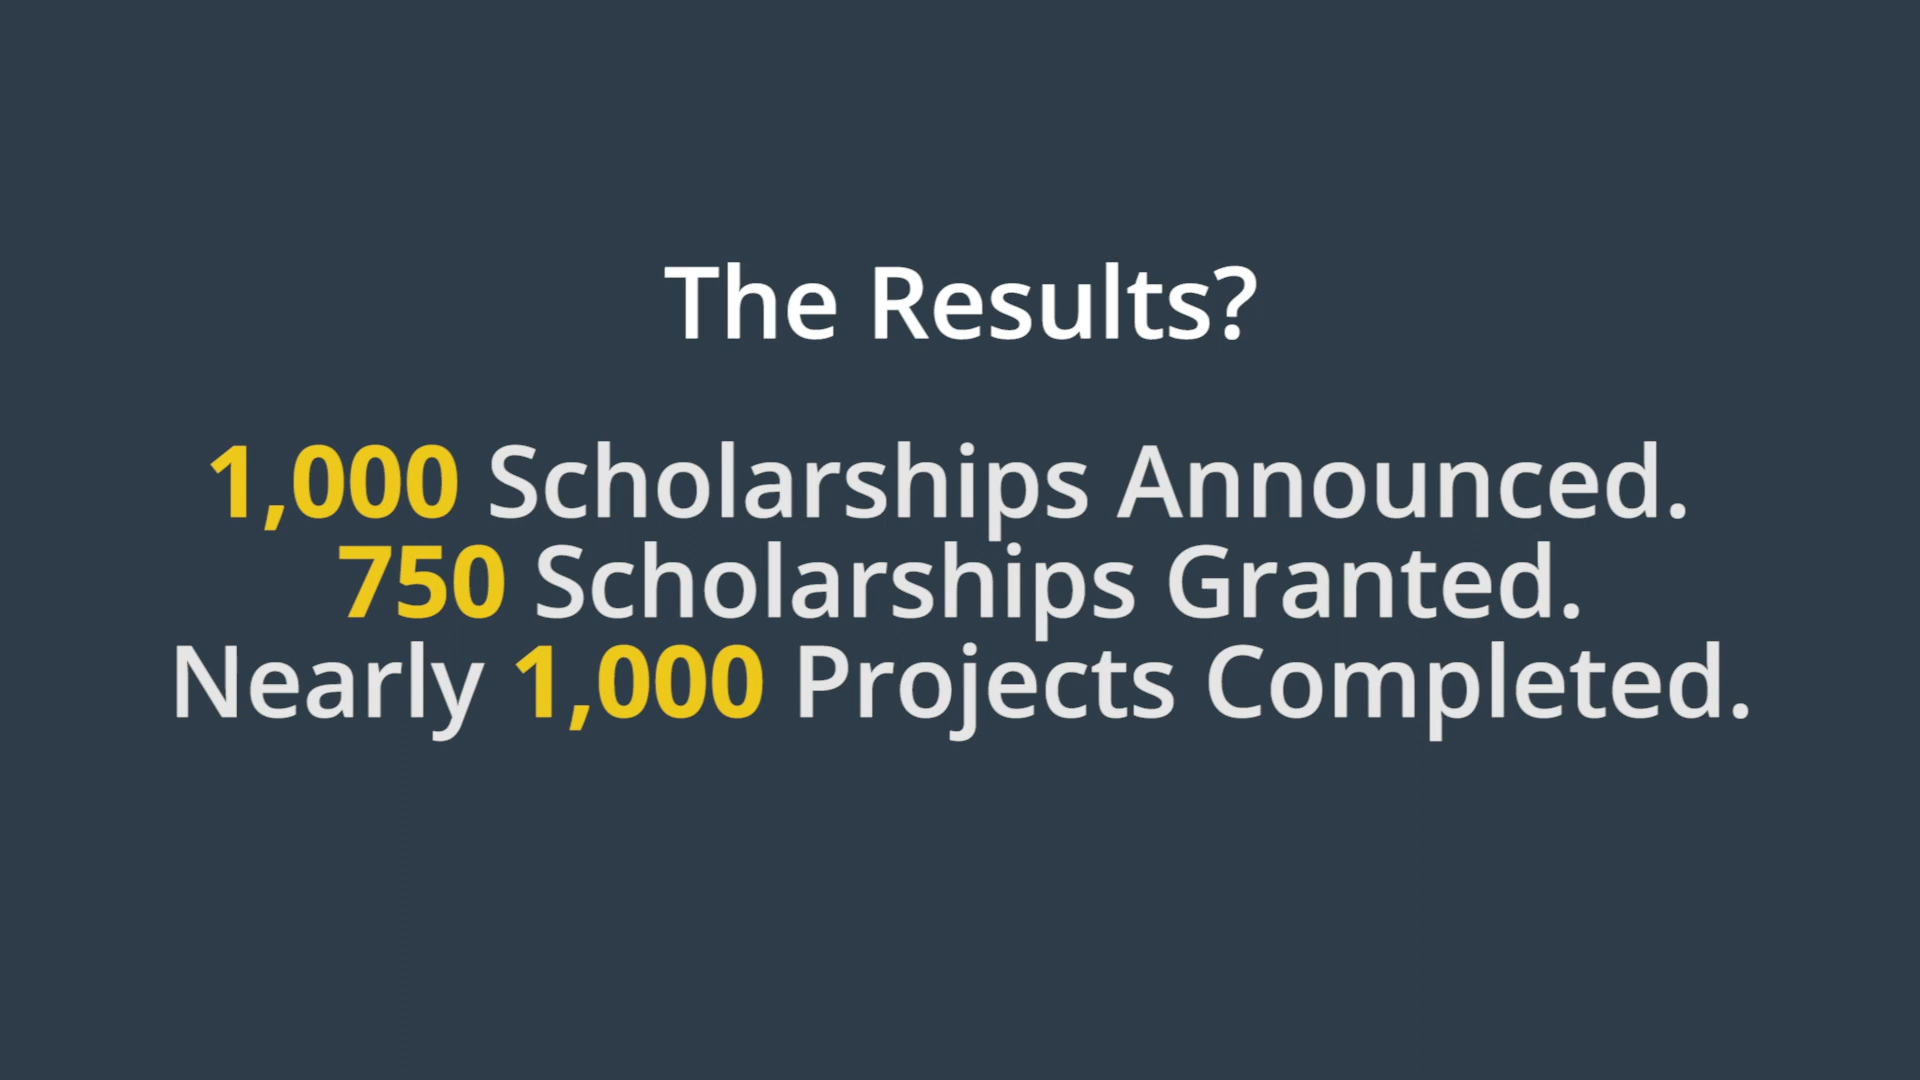 The Results?
1,000 Scholarships Announced.
750 Scholarships Granted.
Nearly 1,000 Projects Completed.